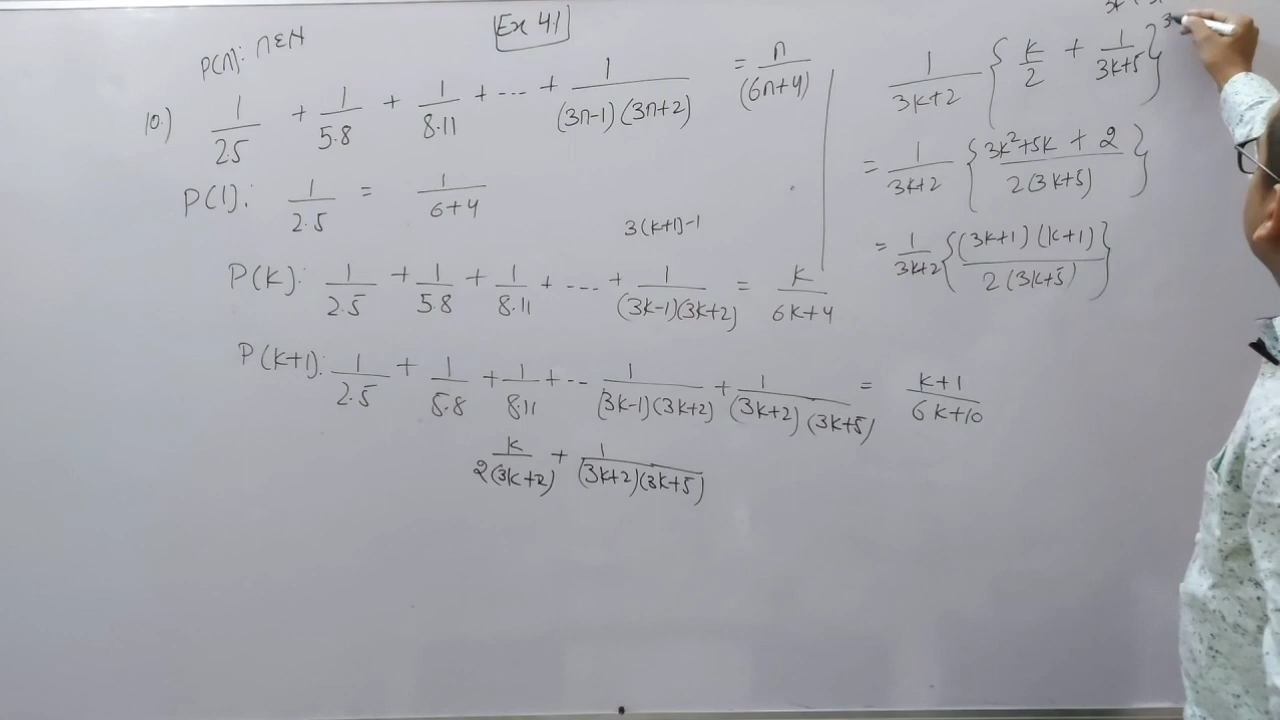 Ex 4.1
P(n): n∈N
10.) 1/2.5 + 1/5.8 + 1/8.11 + --- + 1/(3n-1)(3n+2) = n/(6n+4)
P(1): 1/2.5 = 1/6+4
3(k+1)-1
P(k): 1/2.5 + 1/5.8 + 1/8.11 + --- + 1/(3k-1)(3k+2) = k/6k+4
P(k+1): 1/2.5 + 1/5.8 + 1/8.11 + -- 1/(3k-1)(3k+2) + 1/(3k+2)(3k+5) = k+1/6k+10
k/2(3k+2) + 1/(3k+2)(3k+5)
1/3k+2 { k/2 + 1/3k+5 }
= 1/3k+2 { 3k²+5k + 2/2(3k+5) }
= 1/3k+2 { (3k+1)(k+1)/2(3k+5) }